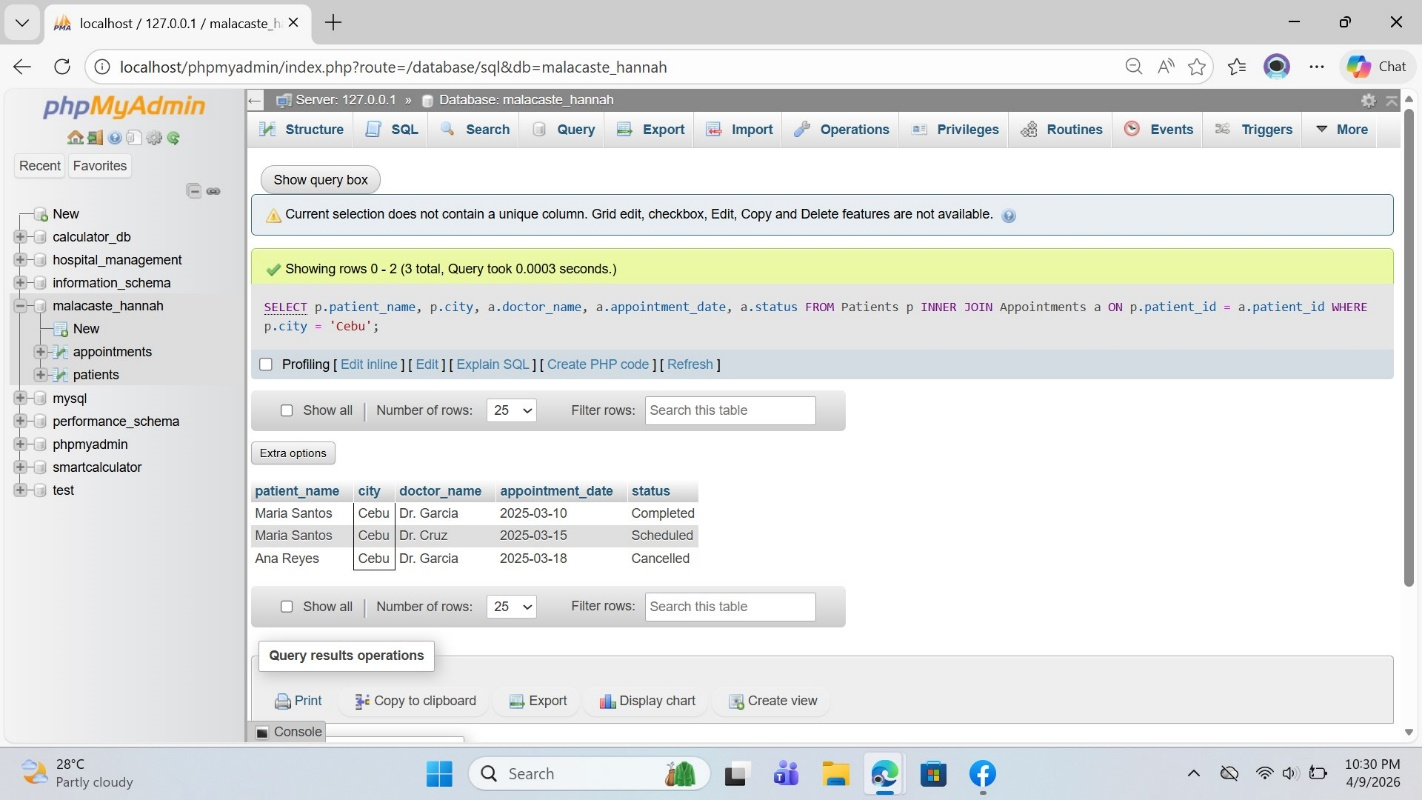 localhost / 127.0.0.1 / malacaste_h
localhost/phpmyadmin/index.php?route=/database/sql&db=malacaste_hannah
Chat
phpMyAdmin
Recent
Favorites
New
calculator_db
hospital_management
information_schema
malacaste_hannah
New
appointments
patients
mysql
performance_schema
phpmyadmin
smartcalculator
test
Server: 127.0.0.1 » Database: malacaste_hannah
Structure SQL Search Query Export Import Operations Privileges Routines Events Triggers More
Show query box
Current selection does not contain a unique column. Grid edit, checkbox, Edit, Copy and Delete features are not available.
Showing rows 0 - 2 (3 total, Query took 0.0003 seconds.)
SELECT p.patient_name, p.city, a.doctor_name, a.appointment_date, a.status FROM Patients p INNER JOIN Appointments a ON p.patient_id = a.patient_id WHERE
p.city = 'Cebu';
Profiling [ Edit inline ] [ Edit ] [ Explain SQL ] [ Create PHP code ] [ Refresh ]
Show all | Number of rows: 25 Filter rows: Search this table
Extra options
patient_name city doctor_name appointment_date status
Maria Santos Cebu Dr. Garcia 2025-03-10 Completed
Maria Santos Cebu Dr. Cruz 2025-03-15 Scheduled
Ana Reyes Cebu Dr. Garcia 2025-03-18 Cancelled
Show all | Number of rows: 25 Filter rows: Search this table
Query results operations
Print Copy to clipboard Export Display chart Create view
Console
28°C
Partly cloudy
Search
10:30 PM
4/9/2026